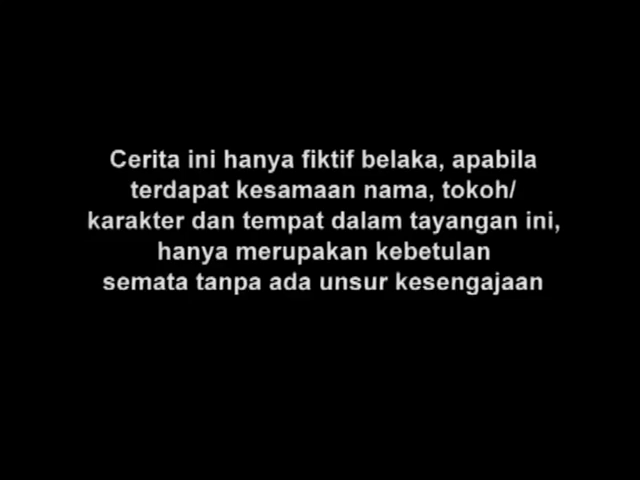 Cerita ini hanya fiktif belaka, apabila
terdapat kesamaan nama, tokoh/
karakter dan tempat dalam tayangan ini,
hanya merupakan kebetulan
semata tanpa ada unsur kesengajaan